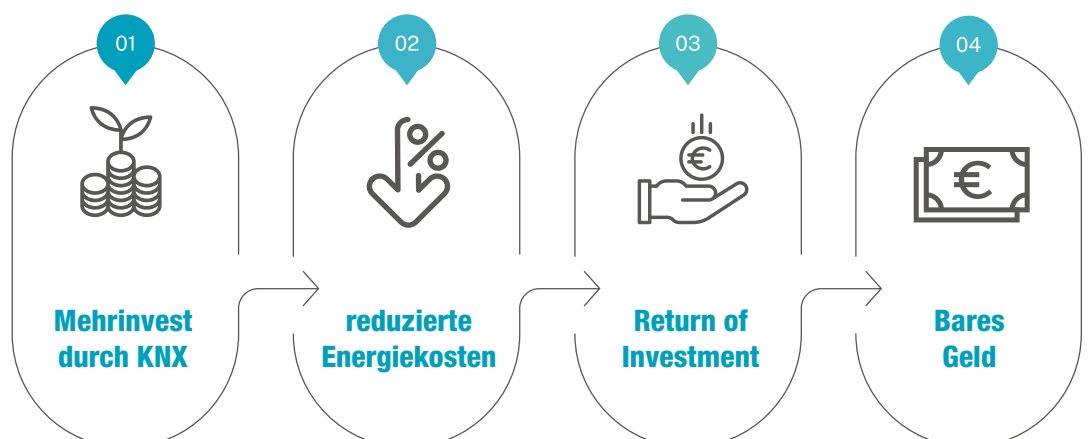 01
02
03
04
%
€
€
Mehrinvest
durch KNX
reduzierte
Energiekosten
Return of
Investment
Bares
Geld